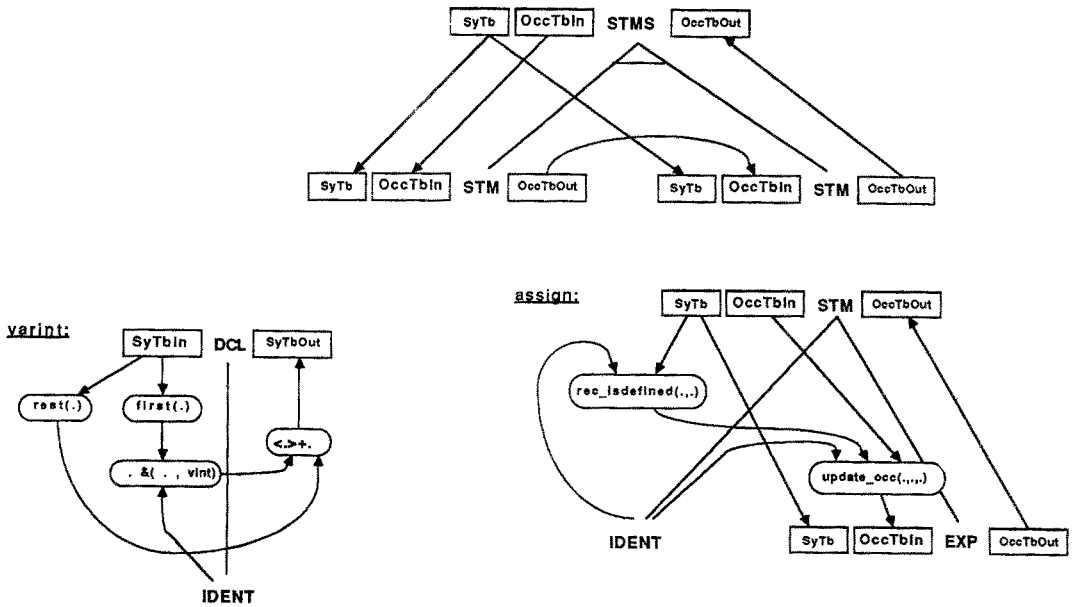 SyTb OccTbIn STMS OccTbOut
SyTb OccTbIn STM OccTbOut SyTb OccTbIn STM OccTbOut
varint:
SyTbIn DCL SyTbOut
rest(.) first(.)
<.>+.
. &( . , vint)
IDENT
assign:
SyTb OccTbIn STM OccTbOut
rec_isdefined(.,.)
update_occ(.,.,.)
IDENT
SyTb OccTbIn EXP OccTbOut